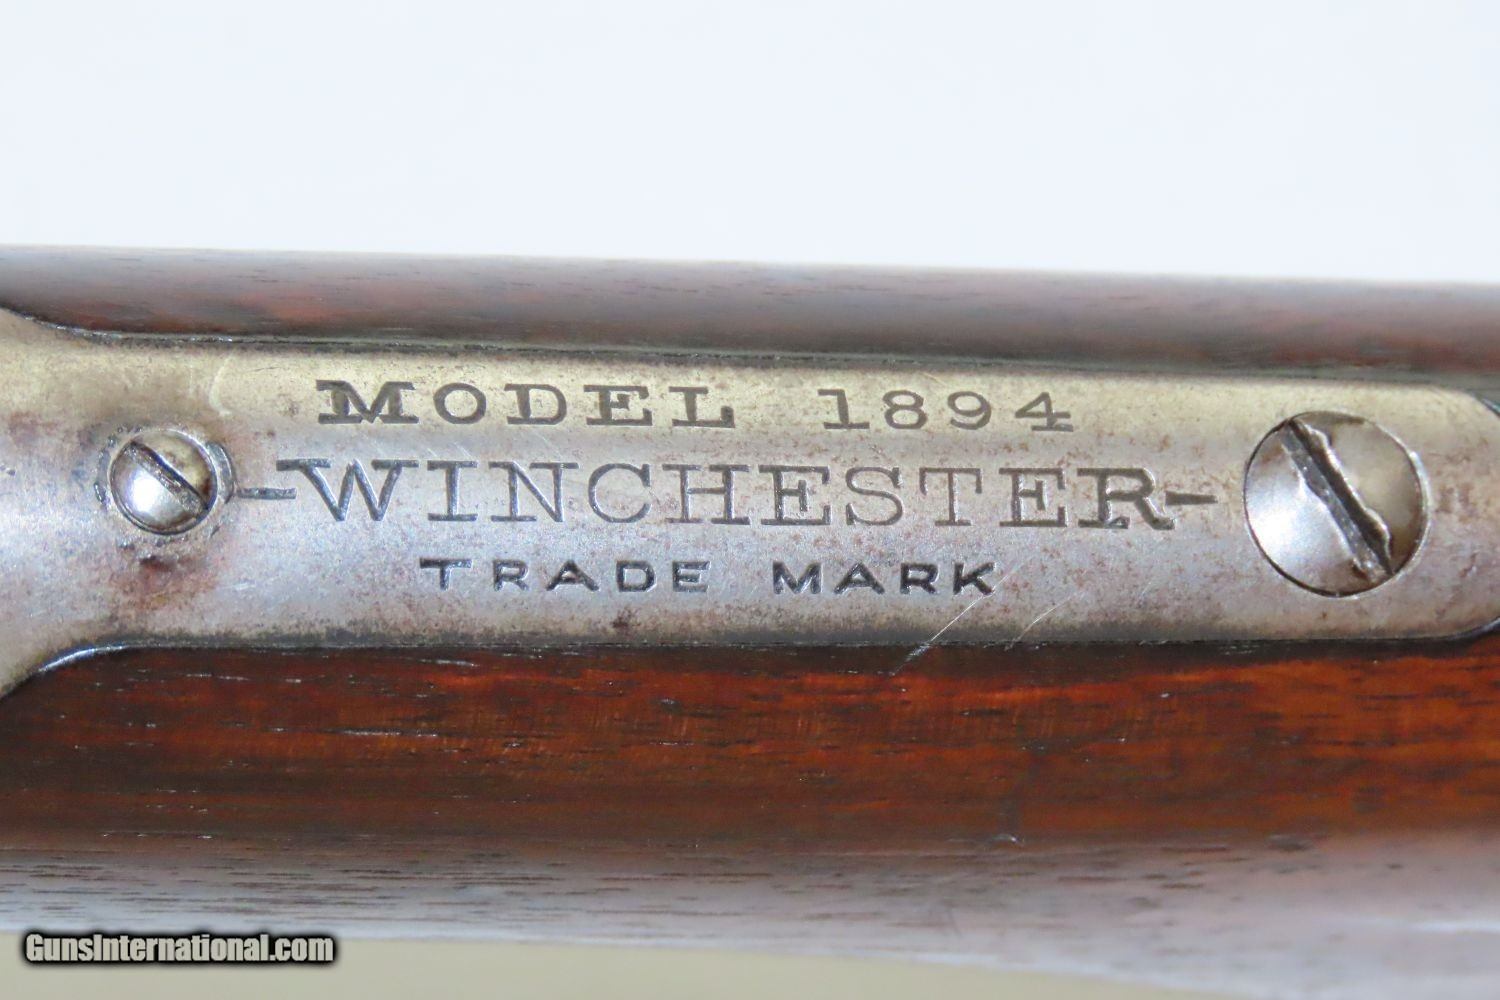 MODEL 1894
-WINCHESTER-
TRADE MARK
GunsInternational.com